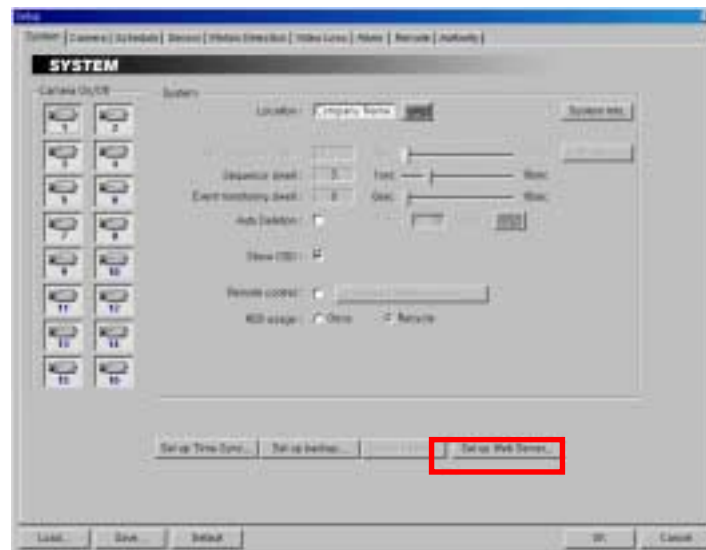 Setup
System Camera Schedule Sensor Motion Detection Video Loss Alarm Remote Authority
SYSTEM
Camera On/Off
System
Location : Company Name
System Info.
Sequence dwell : 3 1sec
Event monitoring dwell : 0sec
Auto Deletion :
Show OSD :
Remote control :
HDD usage : Once Recycle
1 2
3 4
5 6
7 8
9 10
11 12
13 14
15 16
Set up Time Sync... Set up backup... Set up Web Server...
Load... Save... Default OK Cancel